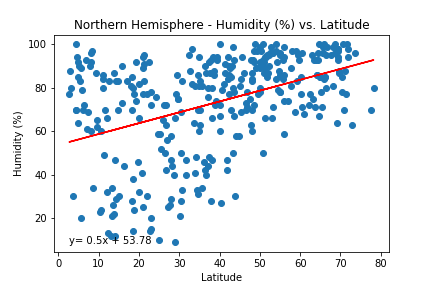 Northern Hemisphere - Humidity (%) vs. Latitude
Humidity (%)
100
80
60
40
20
y= 0.5x + 53.78
0 10 20 30 40 50 60 70 80
Latitude